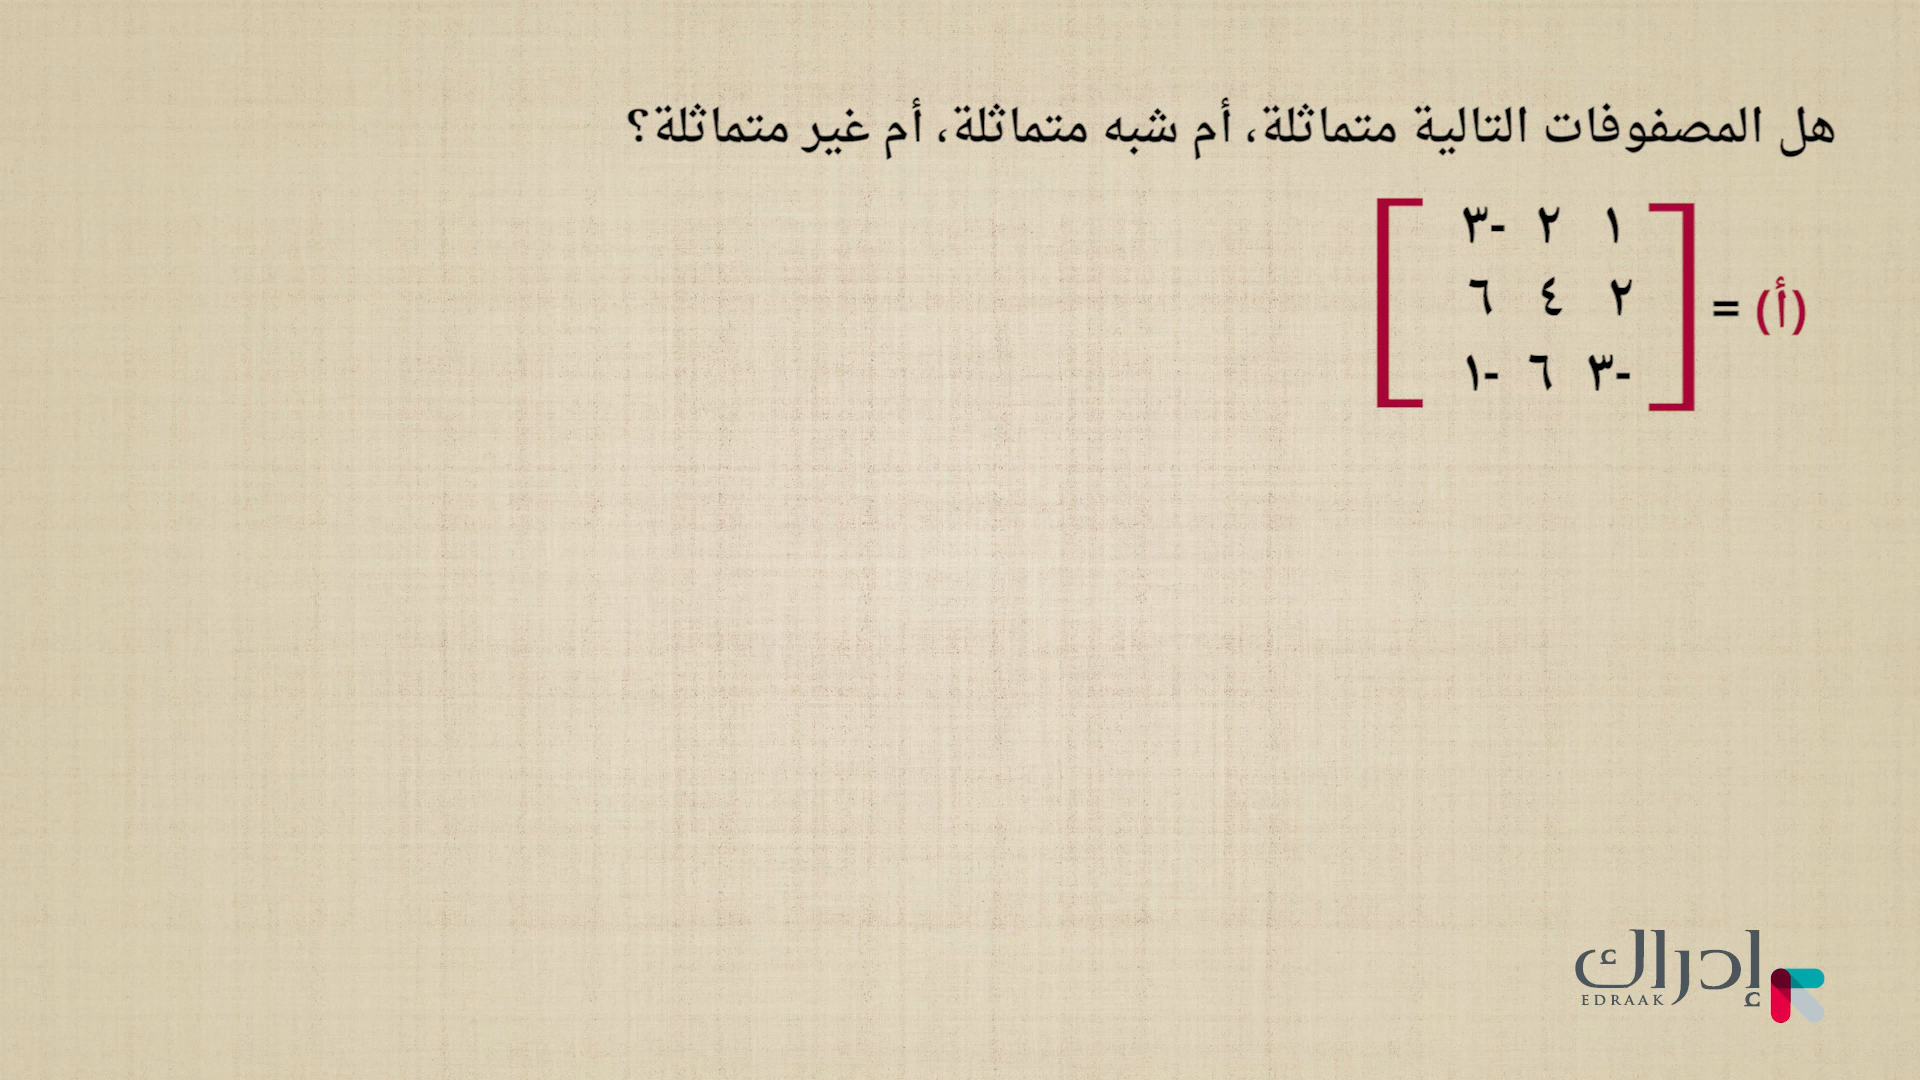 هل المصفوفات التالية متماثلة، أم شبه متماثلة، أم غير متماثلة؟
١ ٢ -٣
(أ) = ٢ ٤ ٦
-٣ ٦ -١
إدراك
EDRAAK